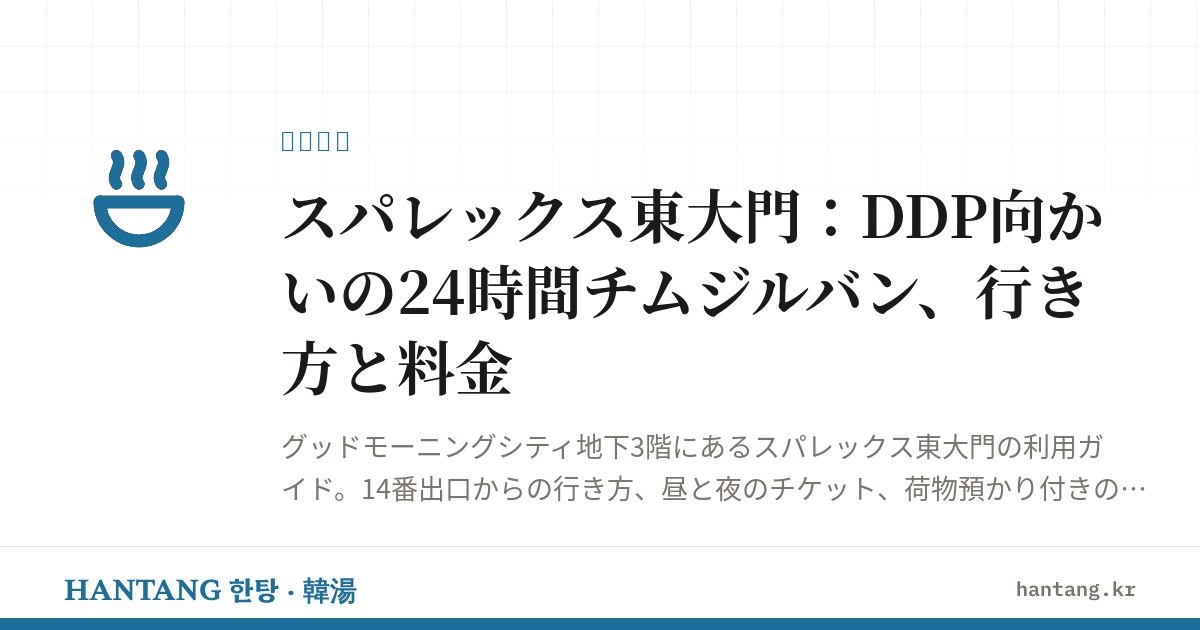 スパレックス東大門：DDP向か
いの24時間チムジルバン、行き
方と料金
グッドモーニングシティ地下3階にあるスパレックス東大門の利用ガ
イド。14番出口からの行き方、昼と夜のチケット、荷物預かり付きの…
HANTANG 한탕 · 韓湯
hantang.kr